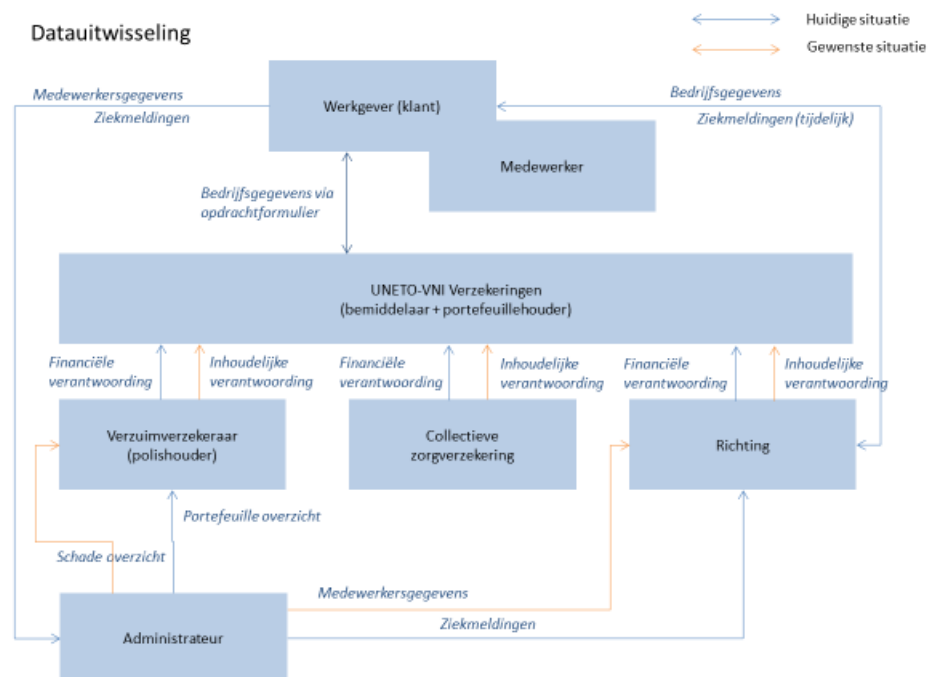 Datauitwisseling
Huidige situatie
Gewenste situatie
Medewerkersgegevens
Ziekmeldingen
Werkgever (klant)
Bedrijfsgegevens
Ziekmeldingen (tijdelijk)
Medewerker
Bedrijfsgegevens via
opdrachtformulier
UNETO-VNI Verzekeringen
(bemiddelaar + portefeuillehouder)
Financiële
verantwoording
Inhoudelijke
verantwoording
Financiële
verantwoording
Inhoudelijke
verantwoording
Financiële
verantwoording
Inhoudelijke
verantwoording
Verzuimverzekeraar
(polishouder)
Collectieve
zorgverzekering
Richting
Portefeuille overzicht
Schade overzicht
Medewerkersgegevens
Ziekmeldingen
Administrateur